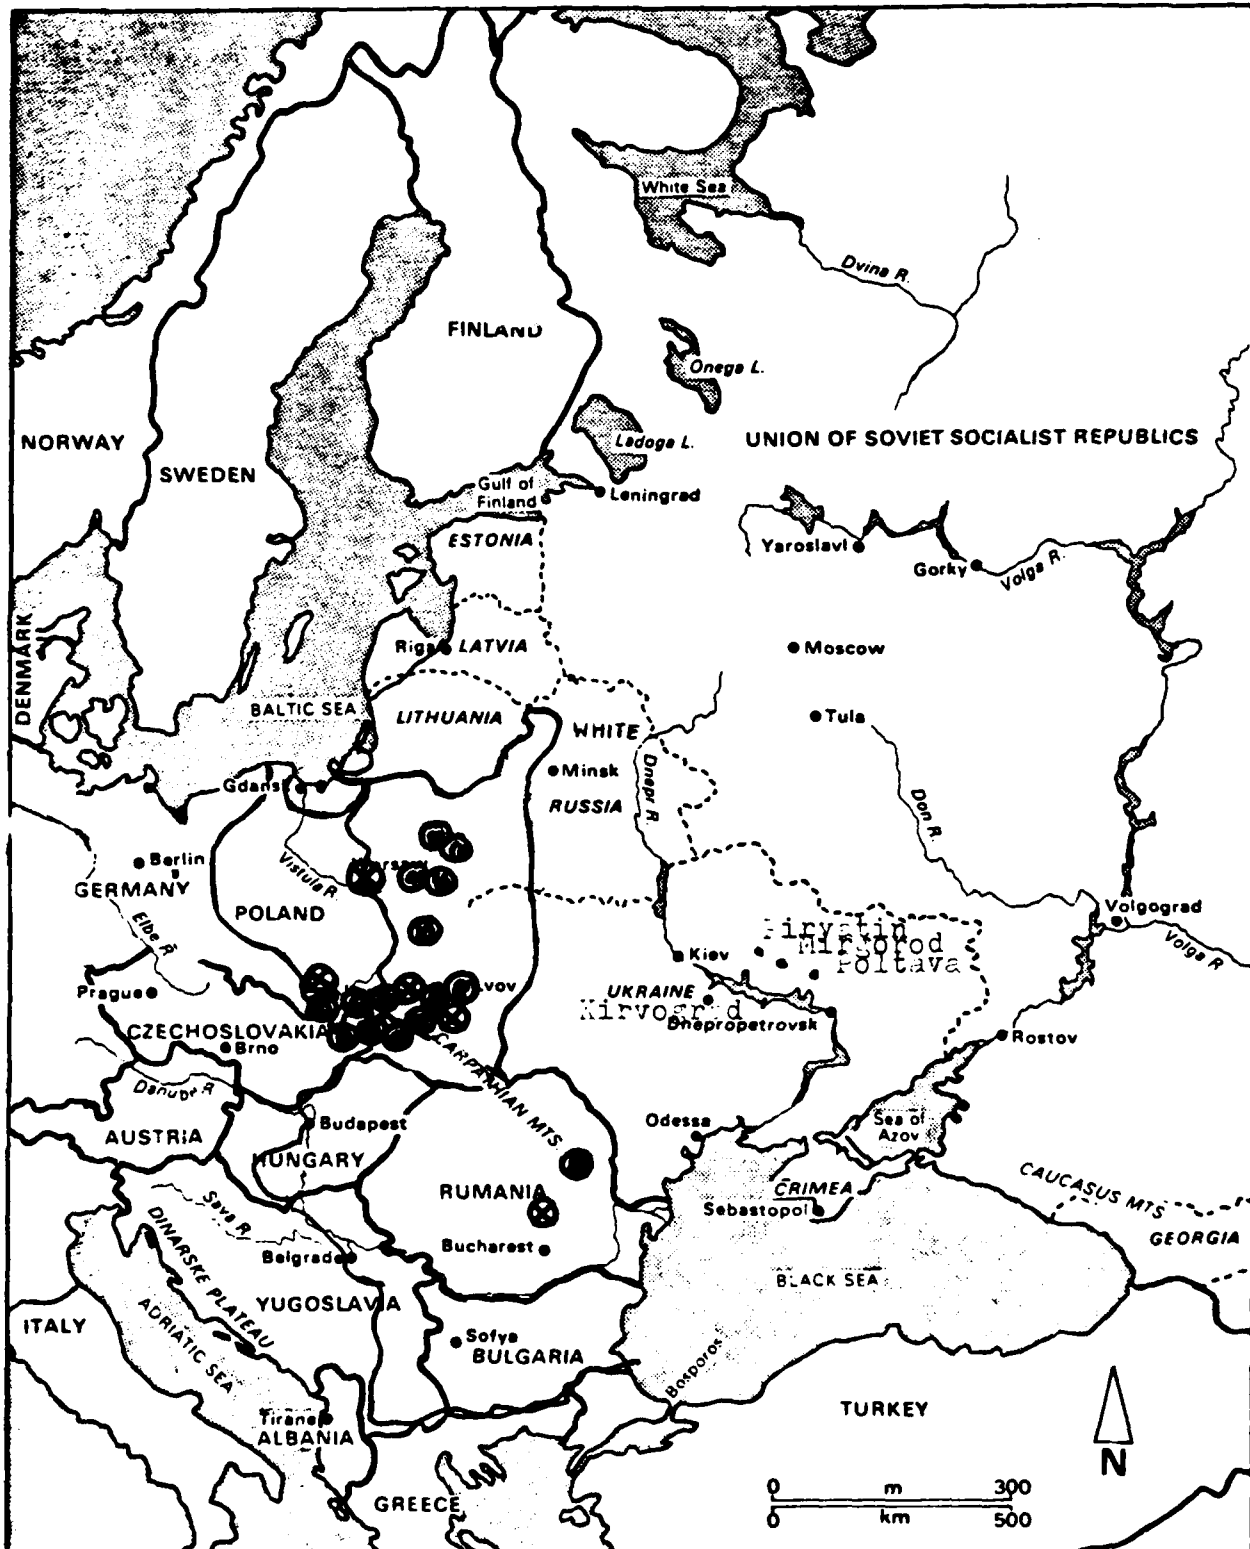 White Sea
Dvina R.
FINLAND
Onega L.
NORWAY
SWEDEN
Ladoga L.
UNION OF SOVIET SOCIALIST REPUBLICS
Gulf of
Finland
Leningrad
ESTONIA
Yaroslavl
Gorky
Volga R.
DENMARK
Riga
LATVIA
Moscow
BALTIC SEA
LITHUANIA
WHITE
RUSSIA
Tula
Minsk
Dnepr R.
Don R.
Gdansk
Berlin
GERMANY
Vistula R.
POLAND
Elbe R
Volgograd
Volga R
Piryatin
Mirgorod
Poltava
Kiev
Prague
UKRAINE
Kirvograd
Dnepropetrovsk
CZECHOSLOVAKIA
Brno
Rostov
CARPATHIAN MTS
Danube R
Budapest
AUSTRIA
HUNGARY
Odessa
Sea of
Azov
RUMANIA
CRIMEA
Sebastopol
CAUCASUS MTS
GEORGIA
Sava R.
DINARSKE PLATEAU
Belgrade
Bucharest
BLACK SEA
YUGOSLAVIA
ITALY
ADRIATIC SEA
Sofya
BULGARIA
Bosporos
Tirane
ALBANIA
TURKEY
GREECE
N
0 m 300
0 km 500